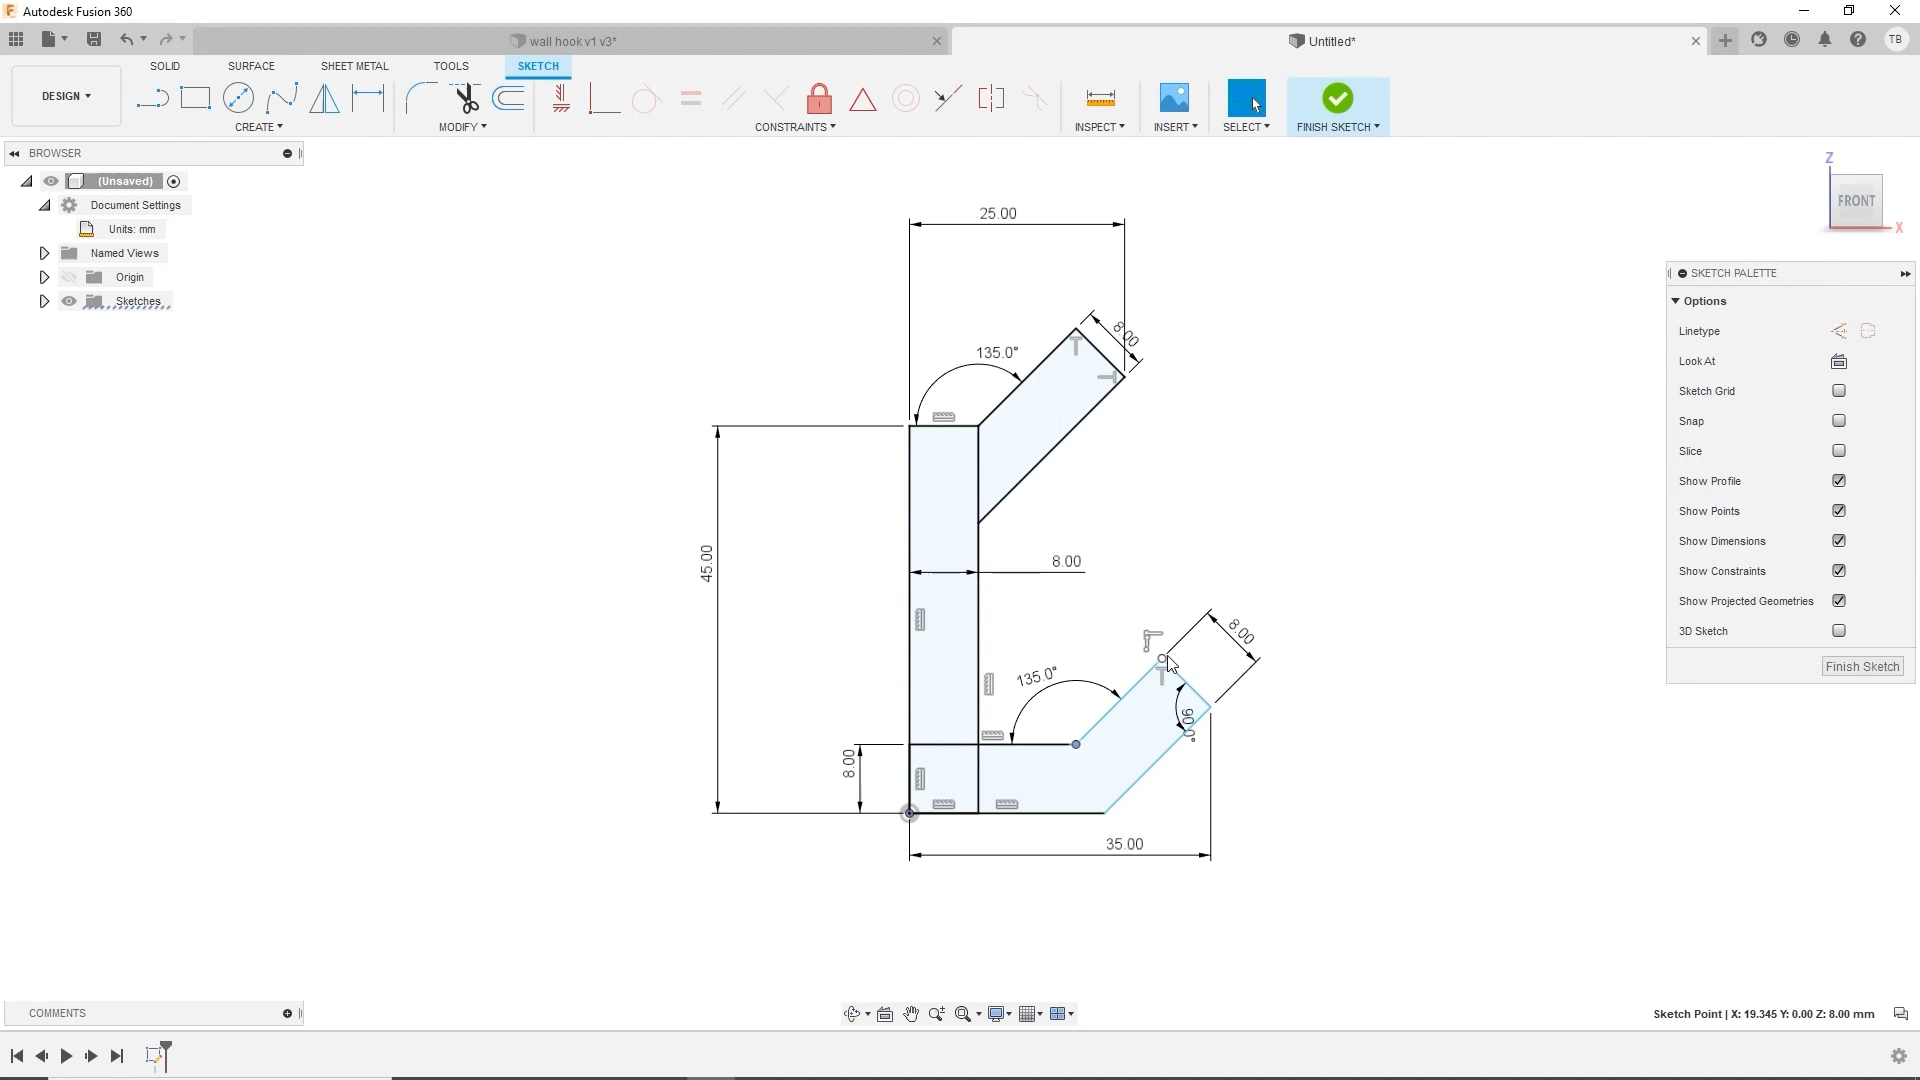 Autodesk Fusion 360
wall hook v1 v3*
Untitled*
TB
SOLID
SURFACE
SHEET METAL
TOOLS
SKETCH
DESIGN
CREATE
MODIFY
CONSTRAINTS
INSPECT
INSERT
SELECT
FINISH SKETCH
BROWSER
(Unsaved)
Document Settings
Units: mm
Named Views
Origin
Sketches
Z
FRONT
X
25.00
8.00
135.0°
45.00
8.00
8.00
135.0°
90.0°
8.00
35.00
SKETCH PALETTE
Options
Linetype
Look At
Sketch Grid
Snap
Slice
Show Profile
Show Points
Show Dimensions
Show Constraints
Show Projected Geometries
3D Sketch
Finish Sketch
COMMENTS
Sketch Point | X: 19.345 Y: 0.00 Z: 8.00 mm